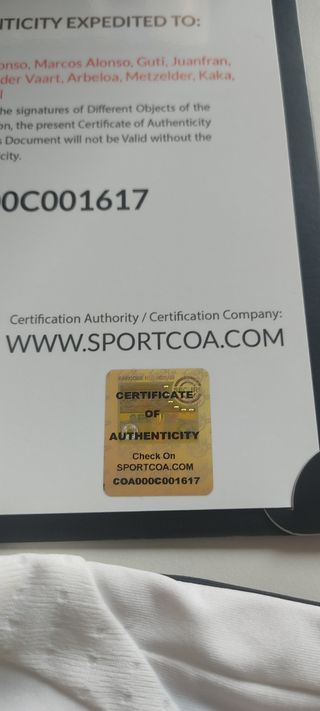 NTICITY EXPEDITED TO:
onso, Marcos Alonso, Guti, Juanfran,
der Vaart, Arbeloa, Metzelder, Kaka,
he signatures of Different Objects of the
on, the present Certificate of Authenticity
s Document will not be Valid without the
city.
00C001617
Certification Authority / Certification Company:
WWW.SPORTCOA.COM
CERTIFICATE
OF
AUTHENTICITY
Check On
SPORTCOA.COM
COA000C001617